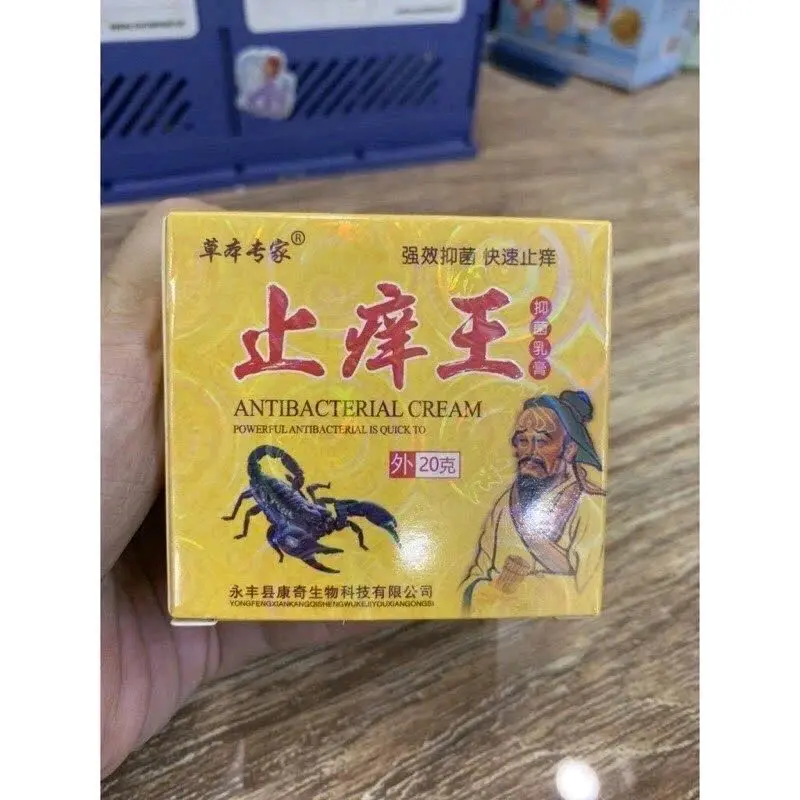 草本专家®
强效抑菌 快速止痒
止痒王
抑菌乳膏
ANTIBACTERIAL CREAM
POWERFUL ANTIBACTERIAL IS QUICK TO
外 20克
永丰县康奇生物科技有限公司
YONGFENGXIANKANGQISHENGWUKEJIYOUXIANGONGSI